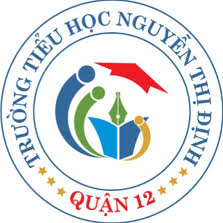 TRƯỜNG TIỂU HỌC NGUYỄN THỊ ĐỊNH
QUẬN 12